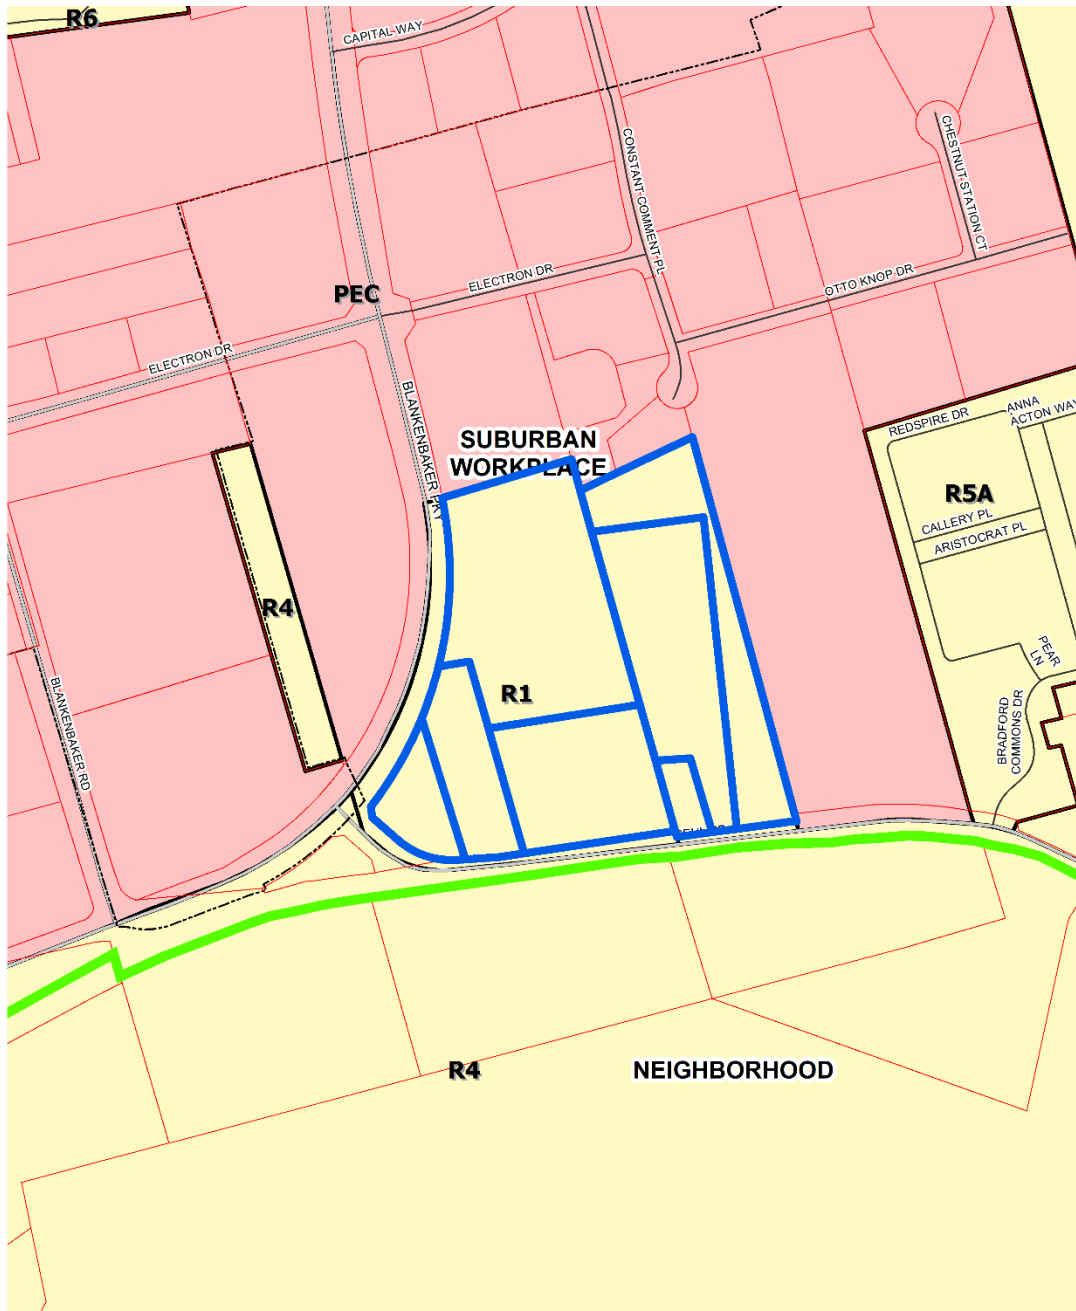 R6
CAPITAL WAY
CONSTANT COMMENT PL
CHESTNUT STATION CT
ELECTRON DR
OTTO KNOP DR
PEC
ELECTRON DR
BLANKENBAKER PKY
REDSPIRE DR
ANNA
ACTON WAY
SUBURBAN
WORKPLACE
R5A
CALLERY PL
ARISTOCRAT PL
R4
PEAR
LN
BLANKENBAKER RD
R1
BRADFORD
COMMONS DR
R4
NEIGHBORHOOD